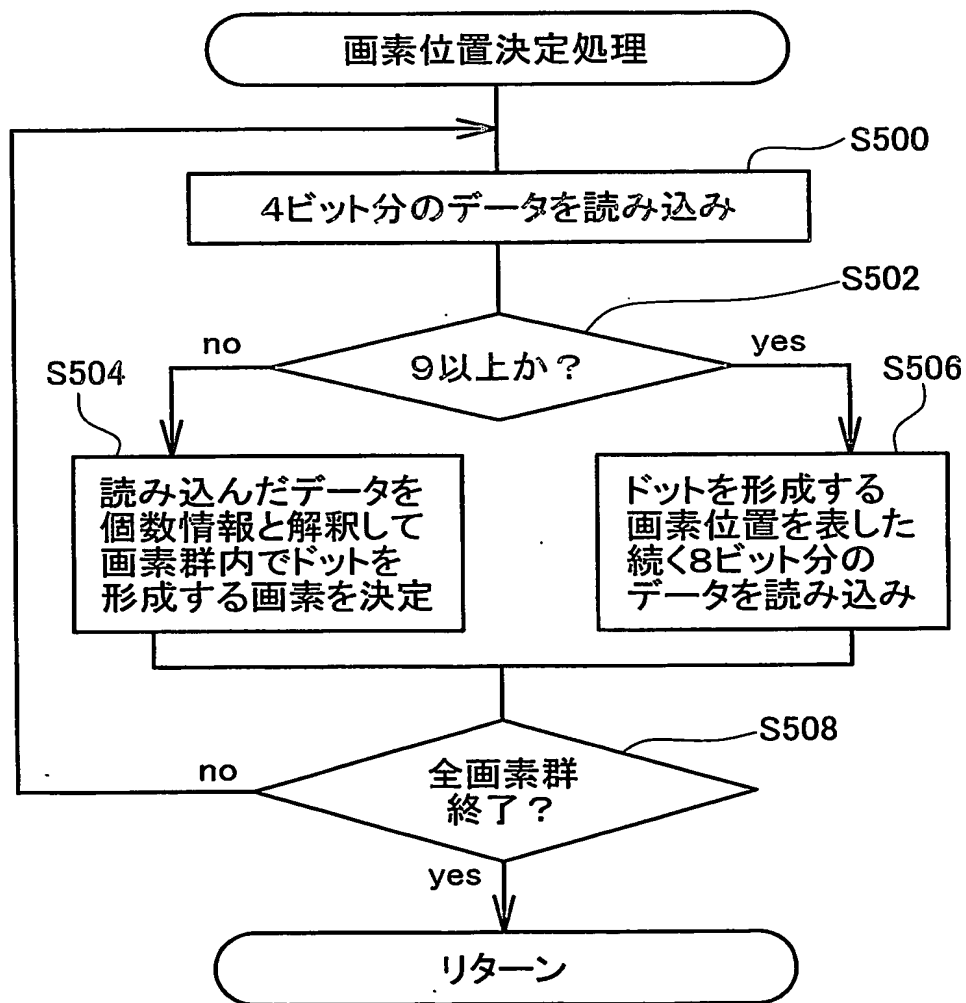 画素位置決定処理
S500
4ビット分のデータを読み込み
S502
no
9以上か？
yes
S504
S506
読み込んだデータを
個数情報と解釈して
画素群内でドットを
形成する画素を決定
ドットを形成する
画素位置を表した
続く8ビット分の
データを読み込み
S508
no
全画素群
終了？
yes
リターン